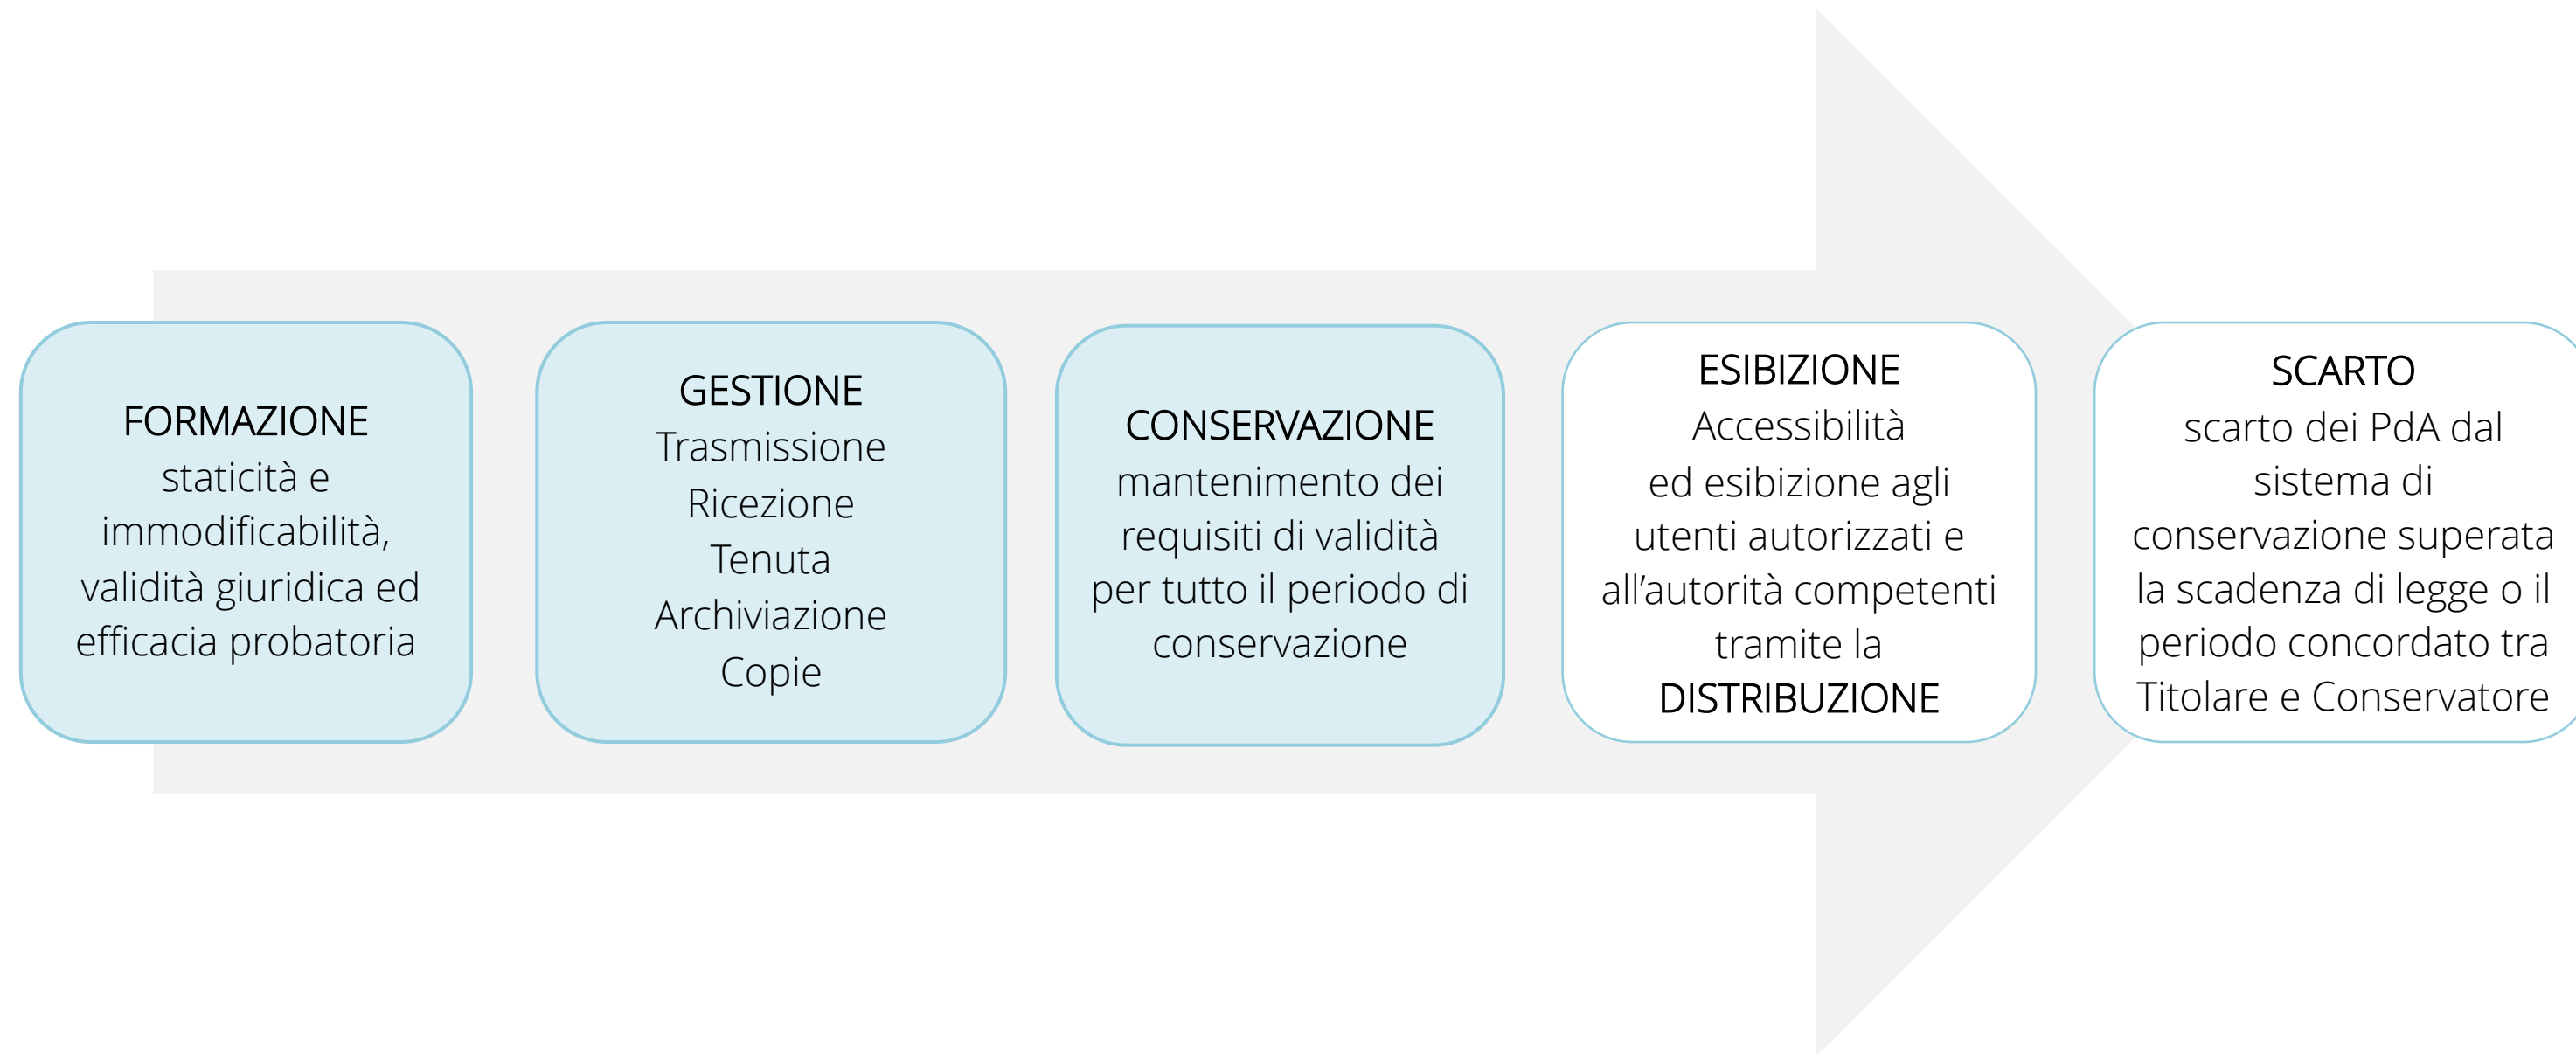 FORMAZIONE
staticità e
immodificabilità,
validità giuridica ed
efficacia probatoria
GESTIONE
Trasmissione
Ricezione
Tenuta
Archiviazione
Copie
CONSERVAZIONE
mantenimento dei
requisiti di validità
per tutto il periodo di
conservazione
ESIBIZIONE
Accessibilità
ed esibizione agli
utenti autorizzati e
all’autorità competenti
tramite la
DISTRIBUZIONE
SCARTO
scarto dei PdA dal
sistema di
conservazione superata
la scadenza di legge o il
periodo concordato tra
Titolare e Conservatore